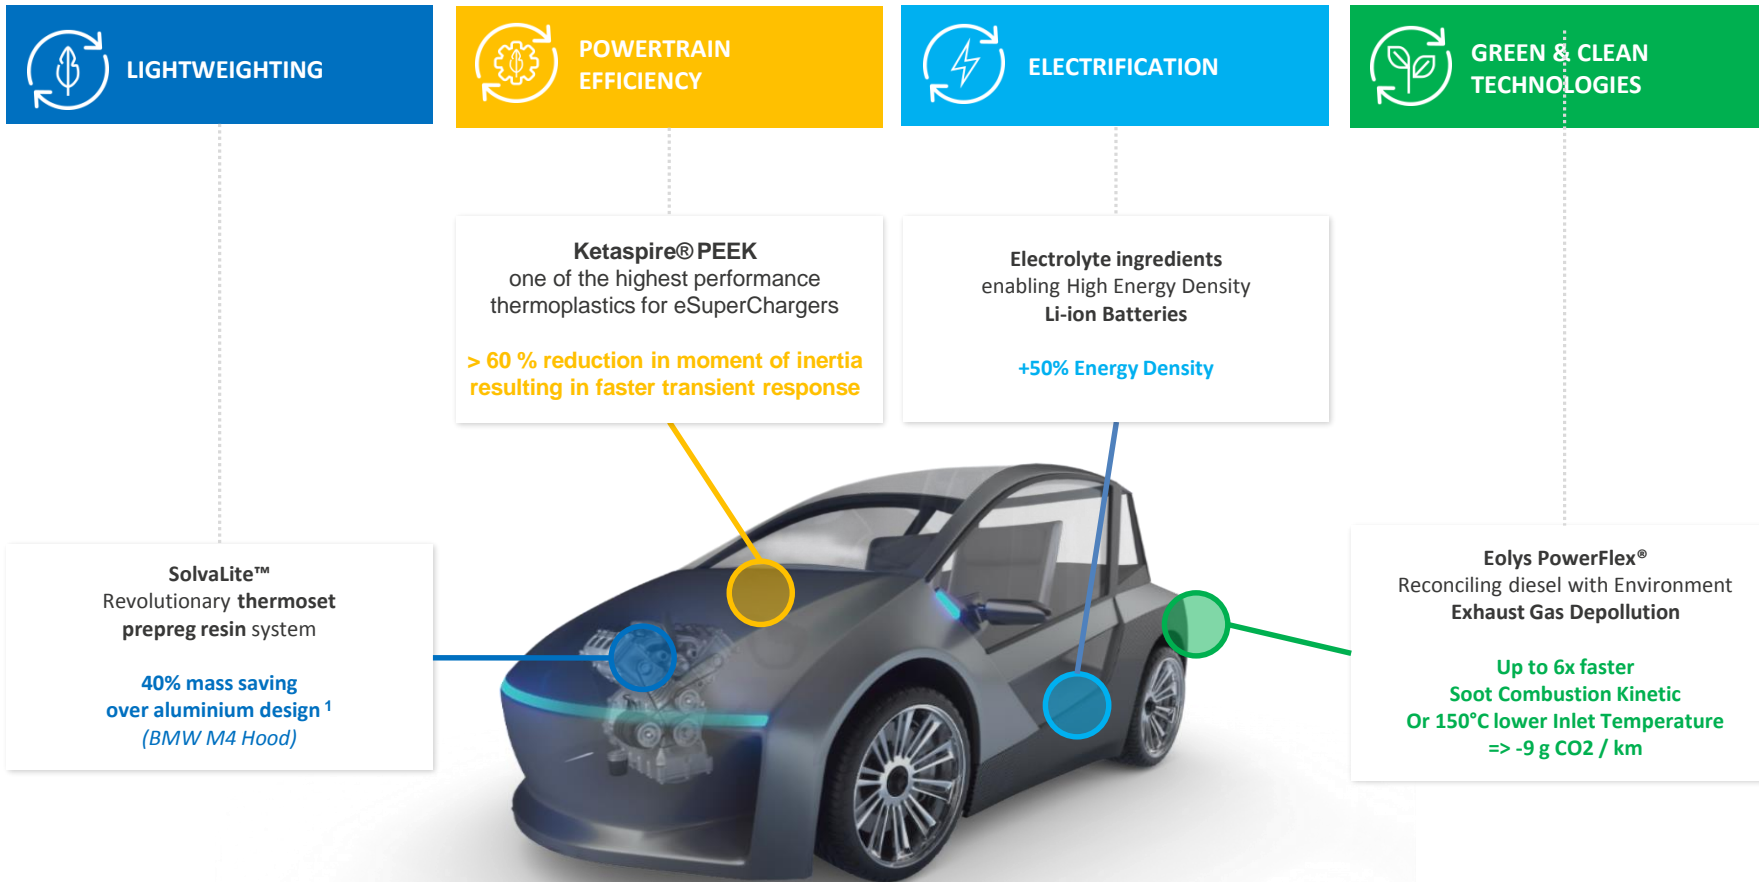 LIGHTWEIGHTING
POWERTRAIN
EFFICIENCY
ELECTRIFICATION
GREEN & CLEAN
TECHNOLOGIES
Ketaspire® PEEK
one of the highest performance
thermoplastics for eSuperChargers
> 60 % reduction in moment of inertia
resulting in faster transient response
Electrolyte ingredients
enabling High Energy Density
Li-ion Batteries
+50% Energy Density
SolvaLite™
Revolutionary thermoset
prepreg resin system
40% mass saving
over aluminium design 1
(BMW M4 Hood)
Eolys PowerFlex®
Reconciling diesel with Environment
Exhaust Gas Depollution
Up to 6x faster
Soot Combustion Kinetic
Or 150°C lower Inlet Temperature
=> -9 g CO2 / km